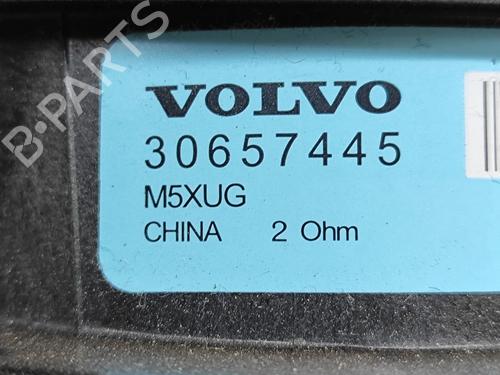 B-PARTS
VOLVO
30657445
M5XUG
CHINA 2 Ohm